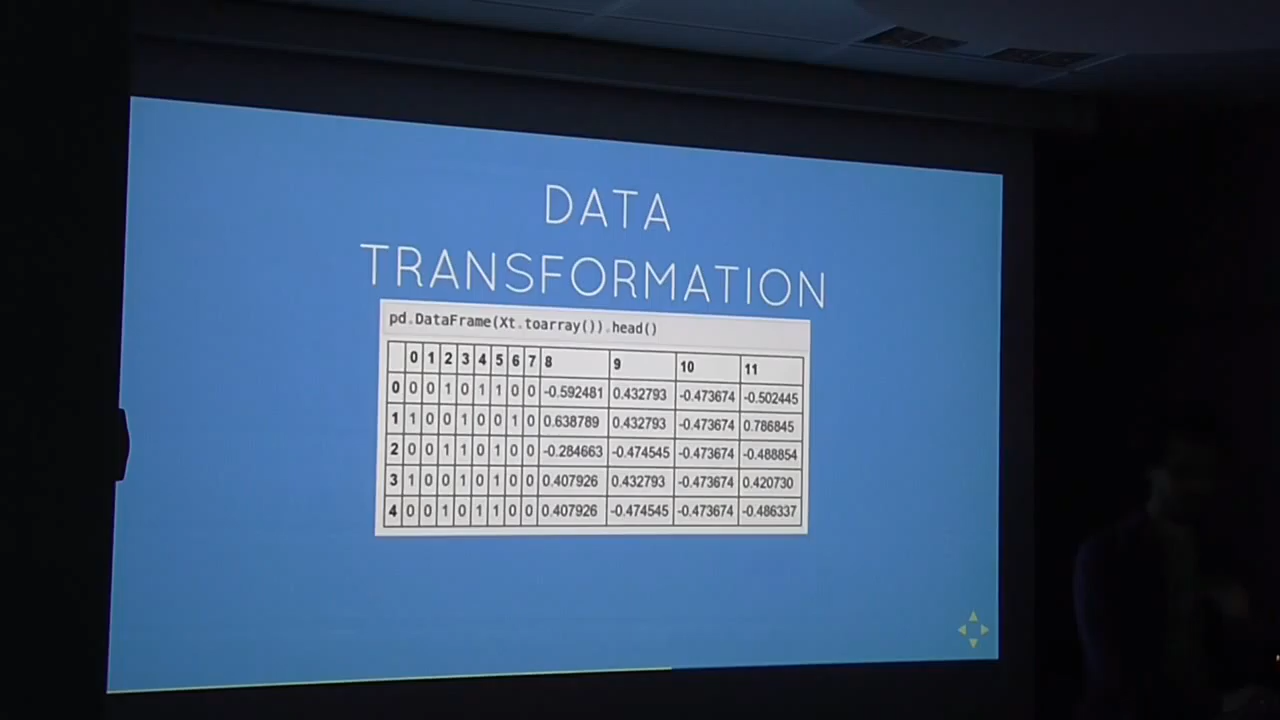 DATA
TRANSFORMATION
pd.DataFrame(Xt.toarray()).head()
0 1 2 3 4 5 6 7 8 9 10 11
0 0 0 1 0 1 1 0 0 -0.592481 0.432793 -0.473674 -0.502445
1 1 0 0 1 0 0 1 0 0.638789 0.432793 -0.473674 0.786845
2 0 0 1 1 0 1 0 0 -0.284663 -0.474545 -0.473674 -0.488854
3 1 0 0 1 0 1 0 0 0.407926 0.432793 -0.473674 0.420730
4 0 0 1 0 1 1 0 0 0.407926 -0.474545 -0.473674 -0.486337